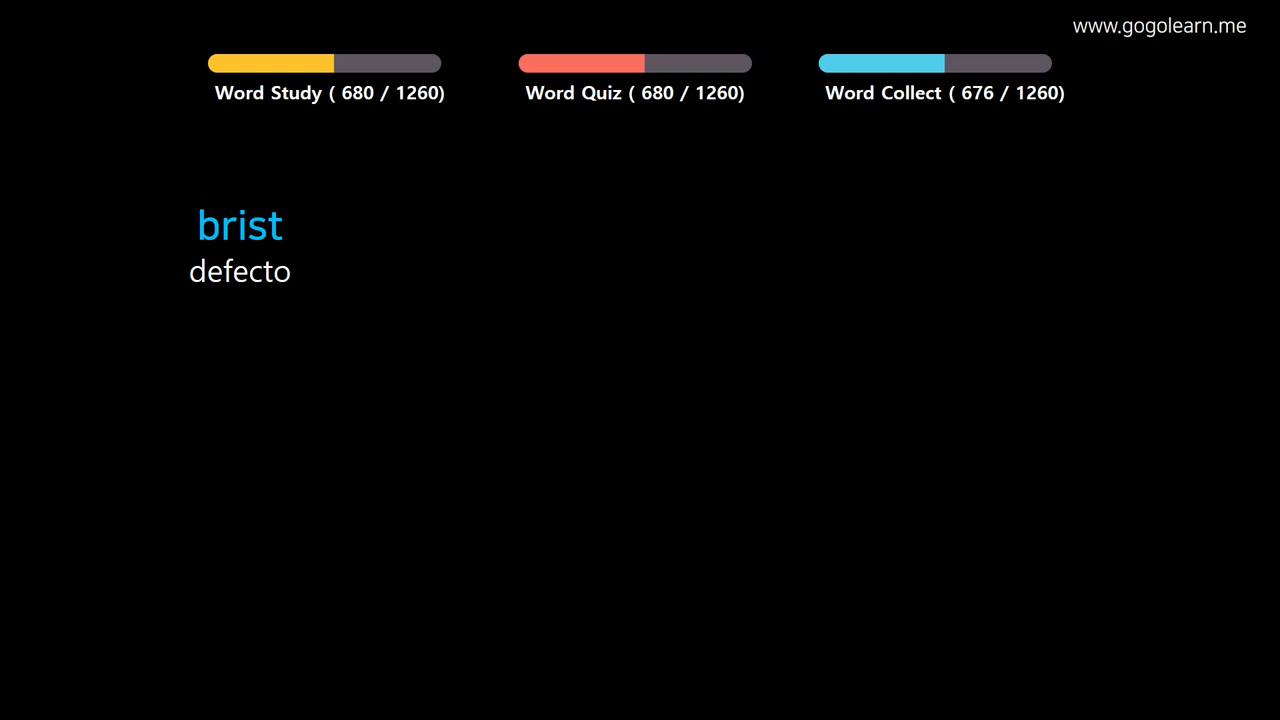 www.gogolearn.me
Word Study ( 680 / 1260)
Word Quiz ( 680 / 1260)
Word Collect ( 676 / 1260)
brist
defecto